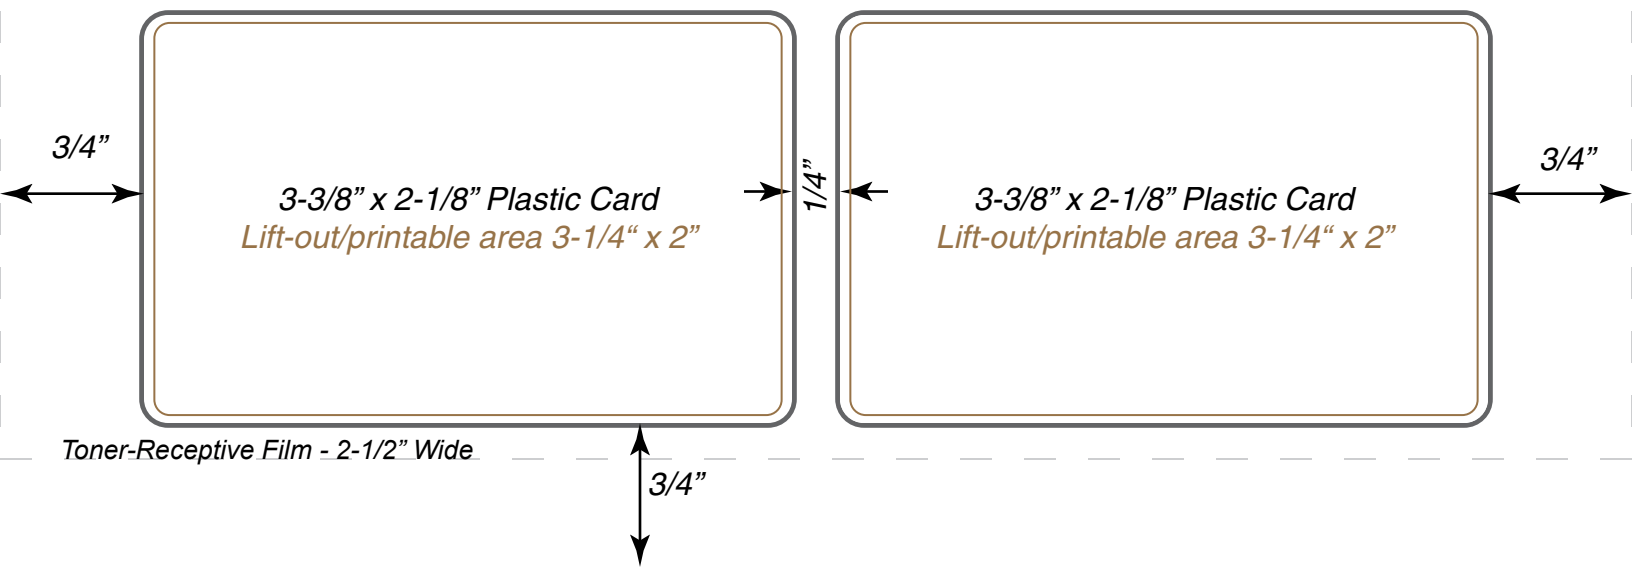 3/4”
3-3/8” x 2-1/8” Plastic Card
Lift-out/printable area 3-1/4“ x 2”
1/4”
3-3/8” x 2-1/8” Plastic Card
Lift-out/printable area 3-1/4“ x 2”
3/4”
Toner-Receptive Film - 2-1/2” Wide
3/4”